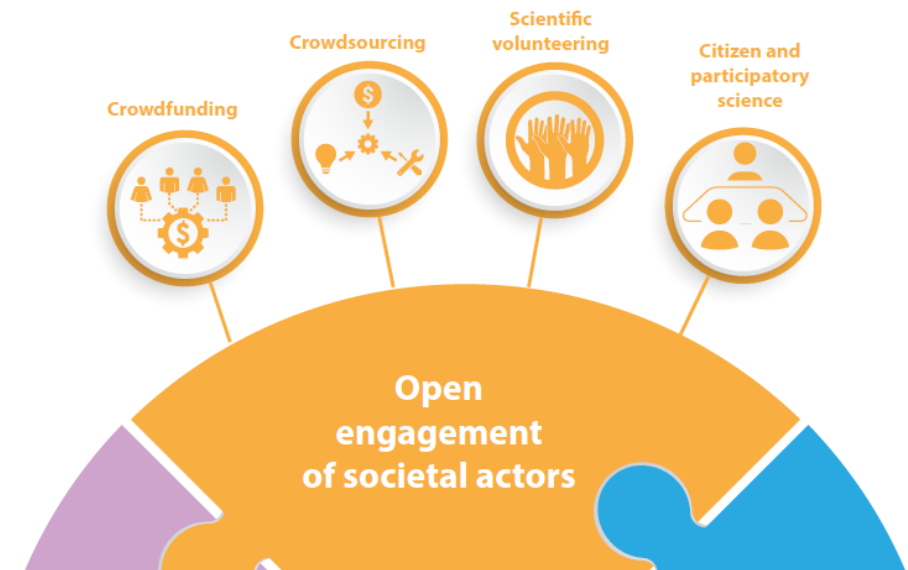 Crowdfunding
Crowdsourcing
Scientific
volunteering
Citizen and
participatory
science
$
$
Open
engagement
of societal actors